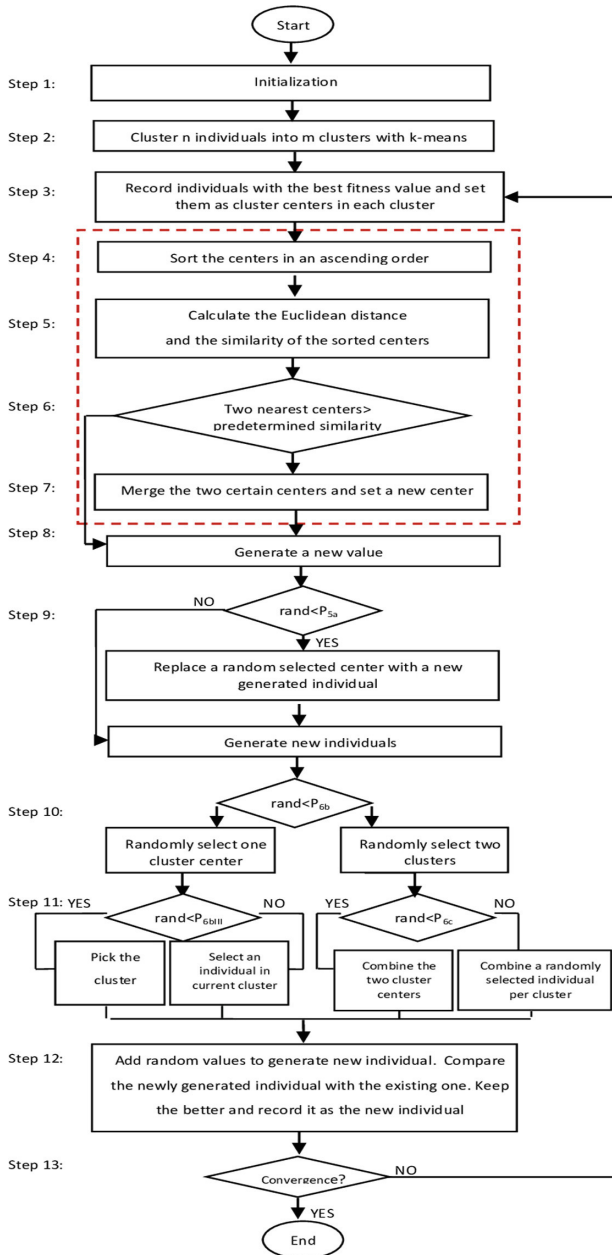 Start
Step 1:
Initialization
Step 2:
Cluster n individuals into m clusters with k-means
Step 3:
Record individuals with the best fitness value and set
them as cluster centers in each cluster
Step 4:
Sort the centers in an ascending order
Step 5:
Calculate the Euclidean distance
and the similarity of the sorted centers
Step 6:
Two nearest centers>
predetermined similarity
Step 7:
Merge the two certain centers and set a new center
Step 8:
Generate a new value
Step 9:
NO
rand<P5a
YES
Replace a random selected center with a new
generated individual
Generate new individuals
Step 10:
rand<P6b
Randomly select one
cluster center
Randomly select two
clusters
Step 11:
YES
rand<P6bIII
NO
YES
rand<P6c
NO
Pick the
cluster
Select an
individual in
current cluster
Combine the
two cluster
centers
Combine a randomly
selected individual
per cluster
Step 12:
Add random values to generate new individual. Compare
the newly generated individual with the existing one. Keep
the better and record it as the new individual
Step 13:
Convergence?
NO
YES
End